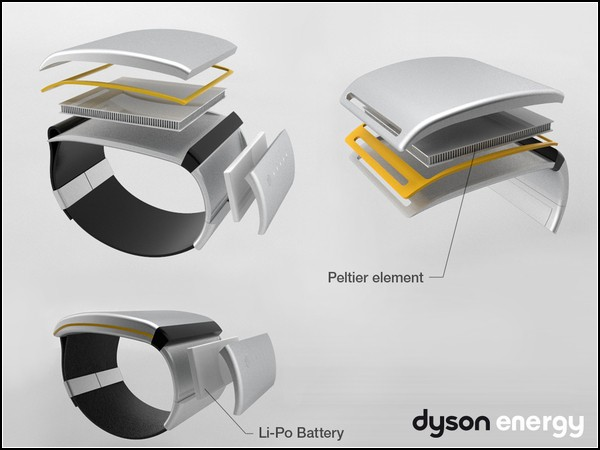 Peltier element
Li-Po Battery
dyson energy